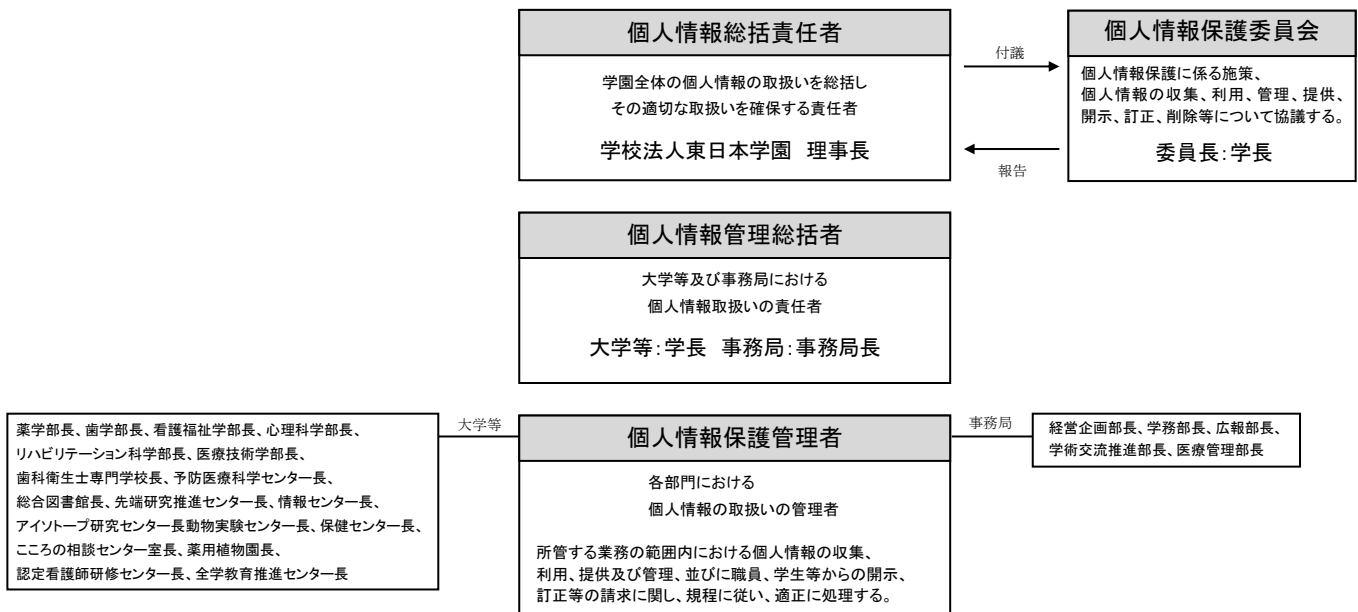 個人情報総括責任者
学園全体の個人情報の取扱いを総括し
その適切な取扱いを確保する責任者
学校法人東日本学園 理事長
付議
報告
個人情報保護委員会
個人情報保護に係る施策、
個人情報の収集、利用、管理、提供、
開示、訂正、削除等について協議する。
委員長:学長
個人情報管理総括者
大学等及び事務局における
個人情報取扱いの責任者
大学等:学長 事務局:事務局長
薬学部長、歯学部長、看護福祉学部長、心理科学部長、
リハビリテーション科学部長、医療技術学部長、
歯科衛生士専門学校長、予防医療科学センター長、
総合図書館長、先端研究推進センター長、情報センター長、
アイソトープ研究センター長動物実験センター長、保健センター長、
こころの相談センター室長、薬用植物園長、
認定看護師研修センター長、全学教育推進センター長
大学等
個人情報保護管理者
各部門における
個人情報の取扱いの管理者
所管する業務の範囲内における個人情報の収集、
利用、提供及び管理、並びに職員、学生等からの開示、
訂正等の請求に関し、規程に従い、適正に処理する。
事務局
経営企画部長、学務部長、広報部長、
学術交流推進部長、医療管理部長